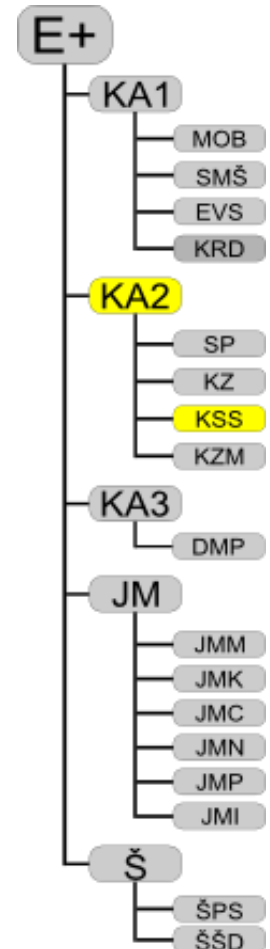 E+
KA1
MOB
SMŠ
EVS
KRD
KA2
SP
KZ
KSS
KZM
KA3
DMP
JM
JMM
JMK
JMC
JMN
JMP
JMI
Š
ŠPS
ŠŠD